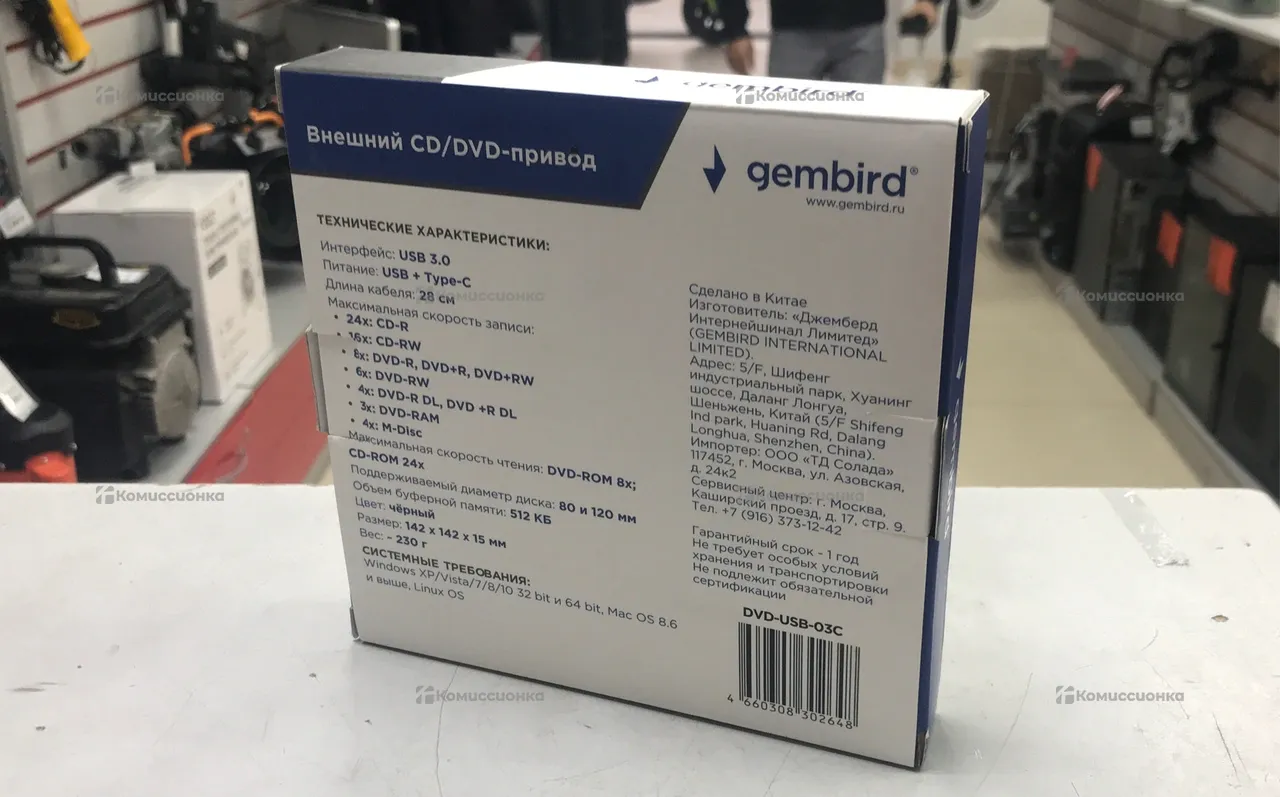 Внешний CD/DVD-привод
gembird®
www.gembird.ru
ТЕХНИЧЕСКИЕ ХАРАКТЕРИСТИКИ:
Интерфейс: USB 3.0
Питание: USB + Type-C
Длина кабеля: 28 см
Максимальная скорость записи:
• 24x: CD-R
• 16x: CD-RW
• 8x: DVD-R, DVD+R, DVD+RW
• 6x: DVD-RW
• 4x: DVD-R DL, DVD +R DL
• 3x: DVD-RAM
• 4x: M-Disc
Максимальная скорость чтения: DVD-ROM 8x;
CD-ROM 24x
Поддерживаемый диаметр диска: 80 и 120 мм
Объем буферной памяти: 512 КБ
Цвет: чёрный
Размер: 142 x 142 x 15 мм
Вес: ~ 230 г
СИСТЕМНЫЕ ТРЕБОВАНИЯ:
Windows XP/Vista/7/8/10 32 bit и 64 bit, Mac OS 8.6
и выше, Linux OS
Сделано в Китае
Изготовитель: «Джемберд
Интернейшинал Лимитед»
(GEMBIRD INTERNATIONAL
LIMITED).
Адрес: 5/F, Шифенг
индустриальный парк, Хуанинг
шоссе, Даланг Лонгуа,
Шеньжень, Китай (5/F Shifeng
Ind park, Huaning Rd, Dalang
Longhua, Shenzhen, China).
Импортер: ООО «ТД Солада»
117452, г. Москва, ул. Азовская,
д. 24к2
Сервисный центр: г. Москва,
Каширский проезд, д. 17, стр. 9.
Тел. +7 (916) 373-12-42
Гарантийный срок - 1 год
Не требует особых условий
хранения и транспортировки
Не подлежит обязательной
сертификации
DVD-USB-03C
4 660308 302648
Комиссионка
Комиссионка
Комиссионка
Комиссионка
Комиссионка
Комиссионка
Комиссионка
Комиссионка